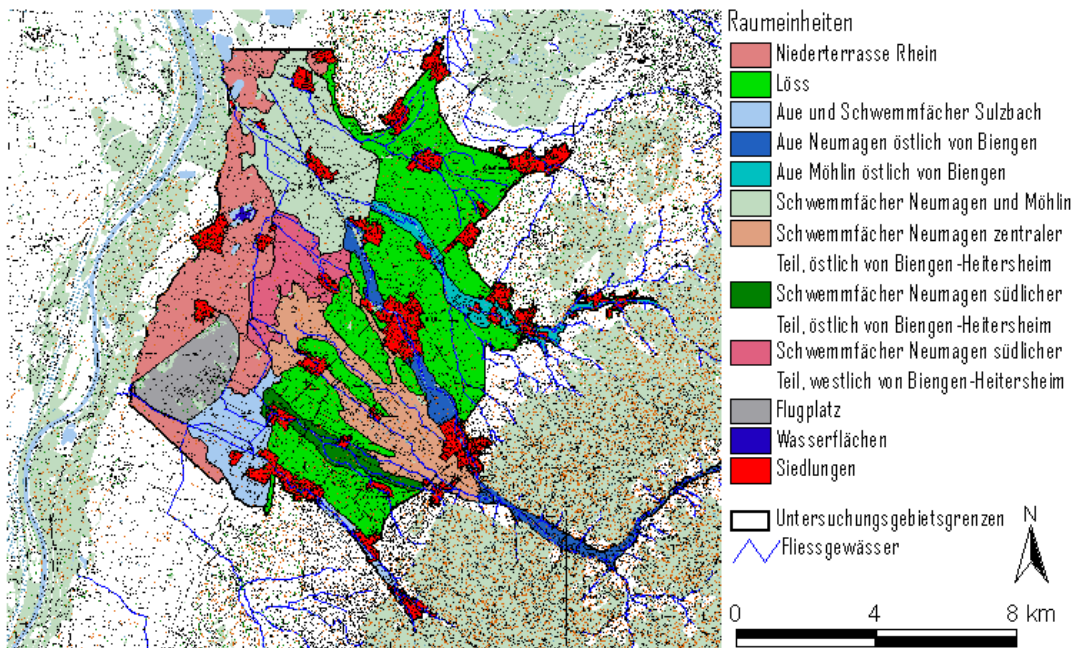 Raumeinheiten
Niederterrasse Rhein
Löss
Aue und Schwemmfächer Sulzbach
Aue Neumagen östlich von Biengen
Aue Möhlin östlich von Biengen
Schwemmfächer Neumagen und Möhlin
Schwemmfächer Neumagen zentraler
Teil, östlich von Biengen-Heitersheim
Schwemmfächer Neumagen südlicher
Teil, östlich von Biengen-Heitersheim
Schwemmfächer Neumagen südlicher
Teil, westlich von Biengen-Heitersheim
Flugplatz
Wasserflächen
Siedlungen
Untersuchungsgebietsgrenzen
Fliessgewässer
N
0 4 8 km